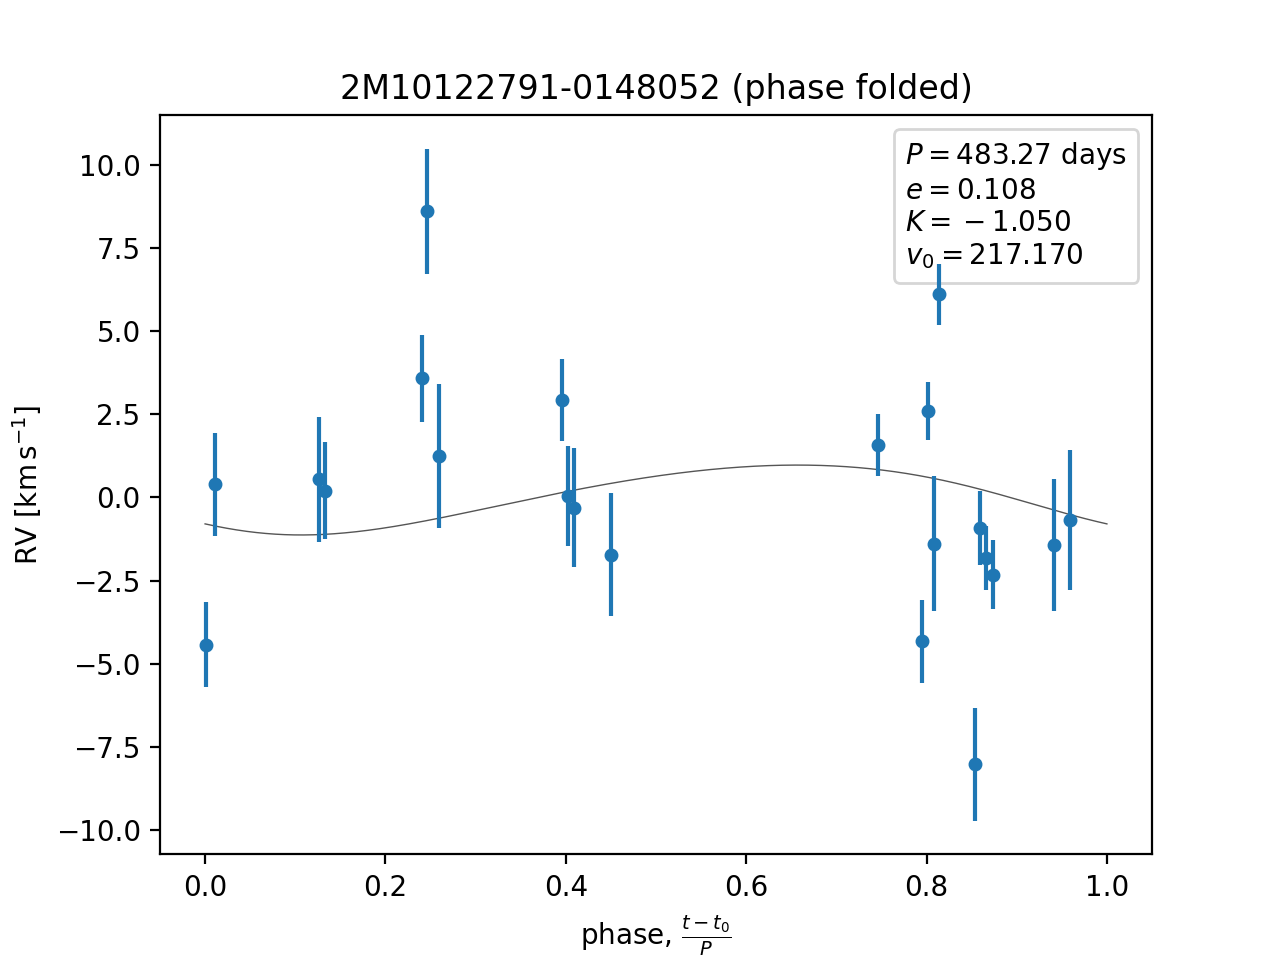 2M10122791-0148052 (phase folded)
P = 483.27 days
e = 0.108
K = −1.050
v₀ = 217.170
10.0
7.5
5.0
2.5
0.0
−2.5
−5.0
−7.5
−10.0
RV [km s⁻¹]
0.0 0.2 0.4 0.6 0.8 1.0
phase, (t − t₀)/P